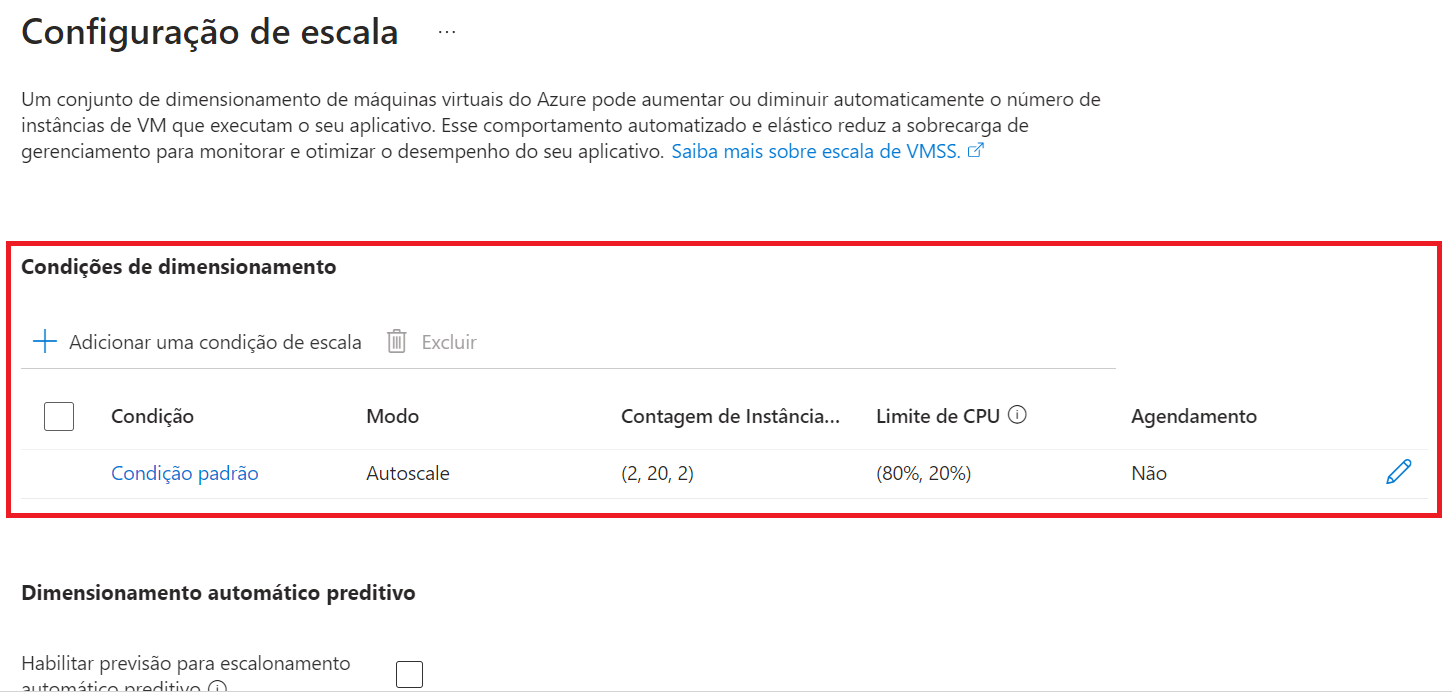 Configuração de escala ...
Um conjunto de dimensionamento de máquinas virtuais do Azure pode aumentar ou diminuir automaticamente o número de
instâncias de VM que executam o seu aplicativo. Esse comportamento automatizado e elástico reduz a sobrecarga de
gerenciamento para monitorar e otimizar o desempenho do seu aplicativo. Saiba mais sobre escala de VMSS.
Condições de dimensionamento
Adicionar uma condição de escala Excluir
Condição Modo Contagem de Instância... Limite de CPU Agendamento
Condição padrão Autoscale (2, 20, 2) (80%, 20%) Não
Dimensionamento automático preditivo
Habilitar previsão para escalonamento
automático preditivo